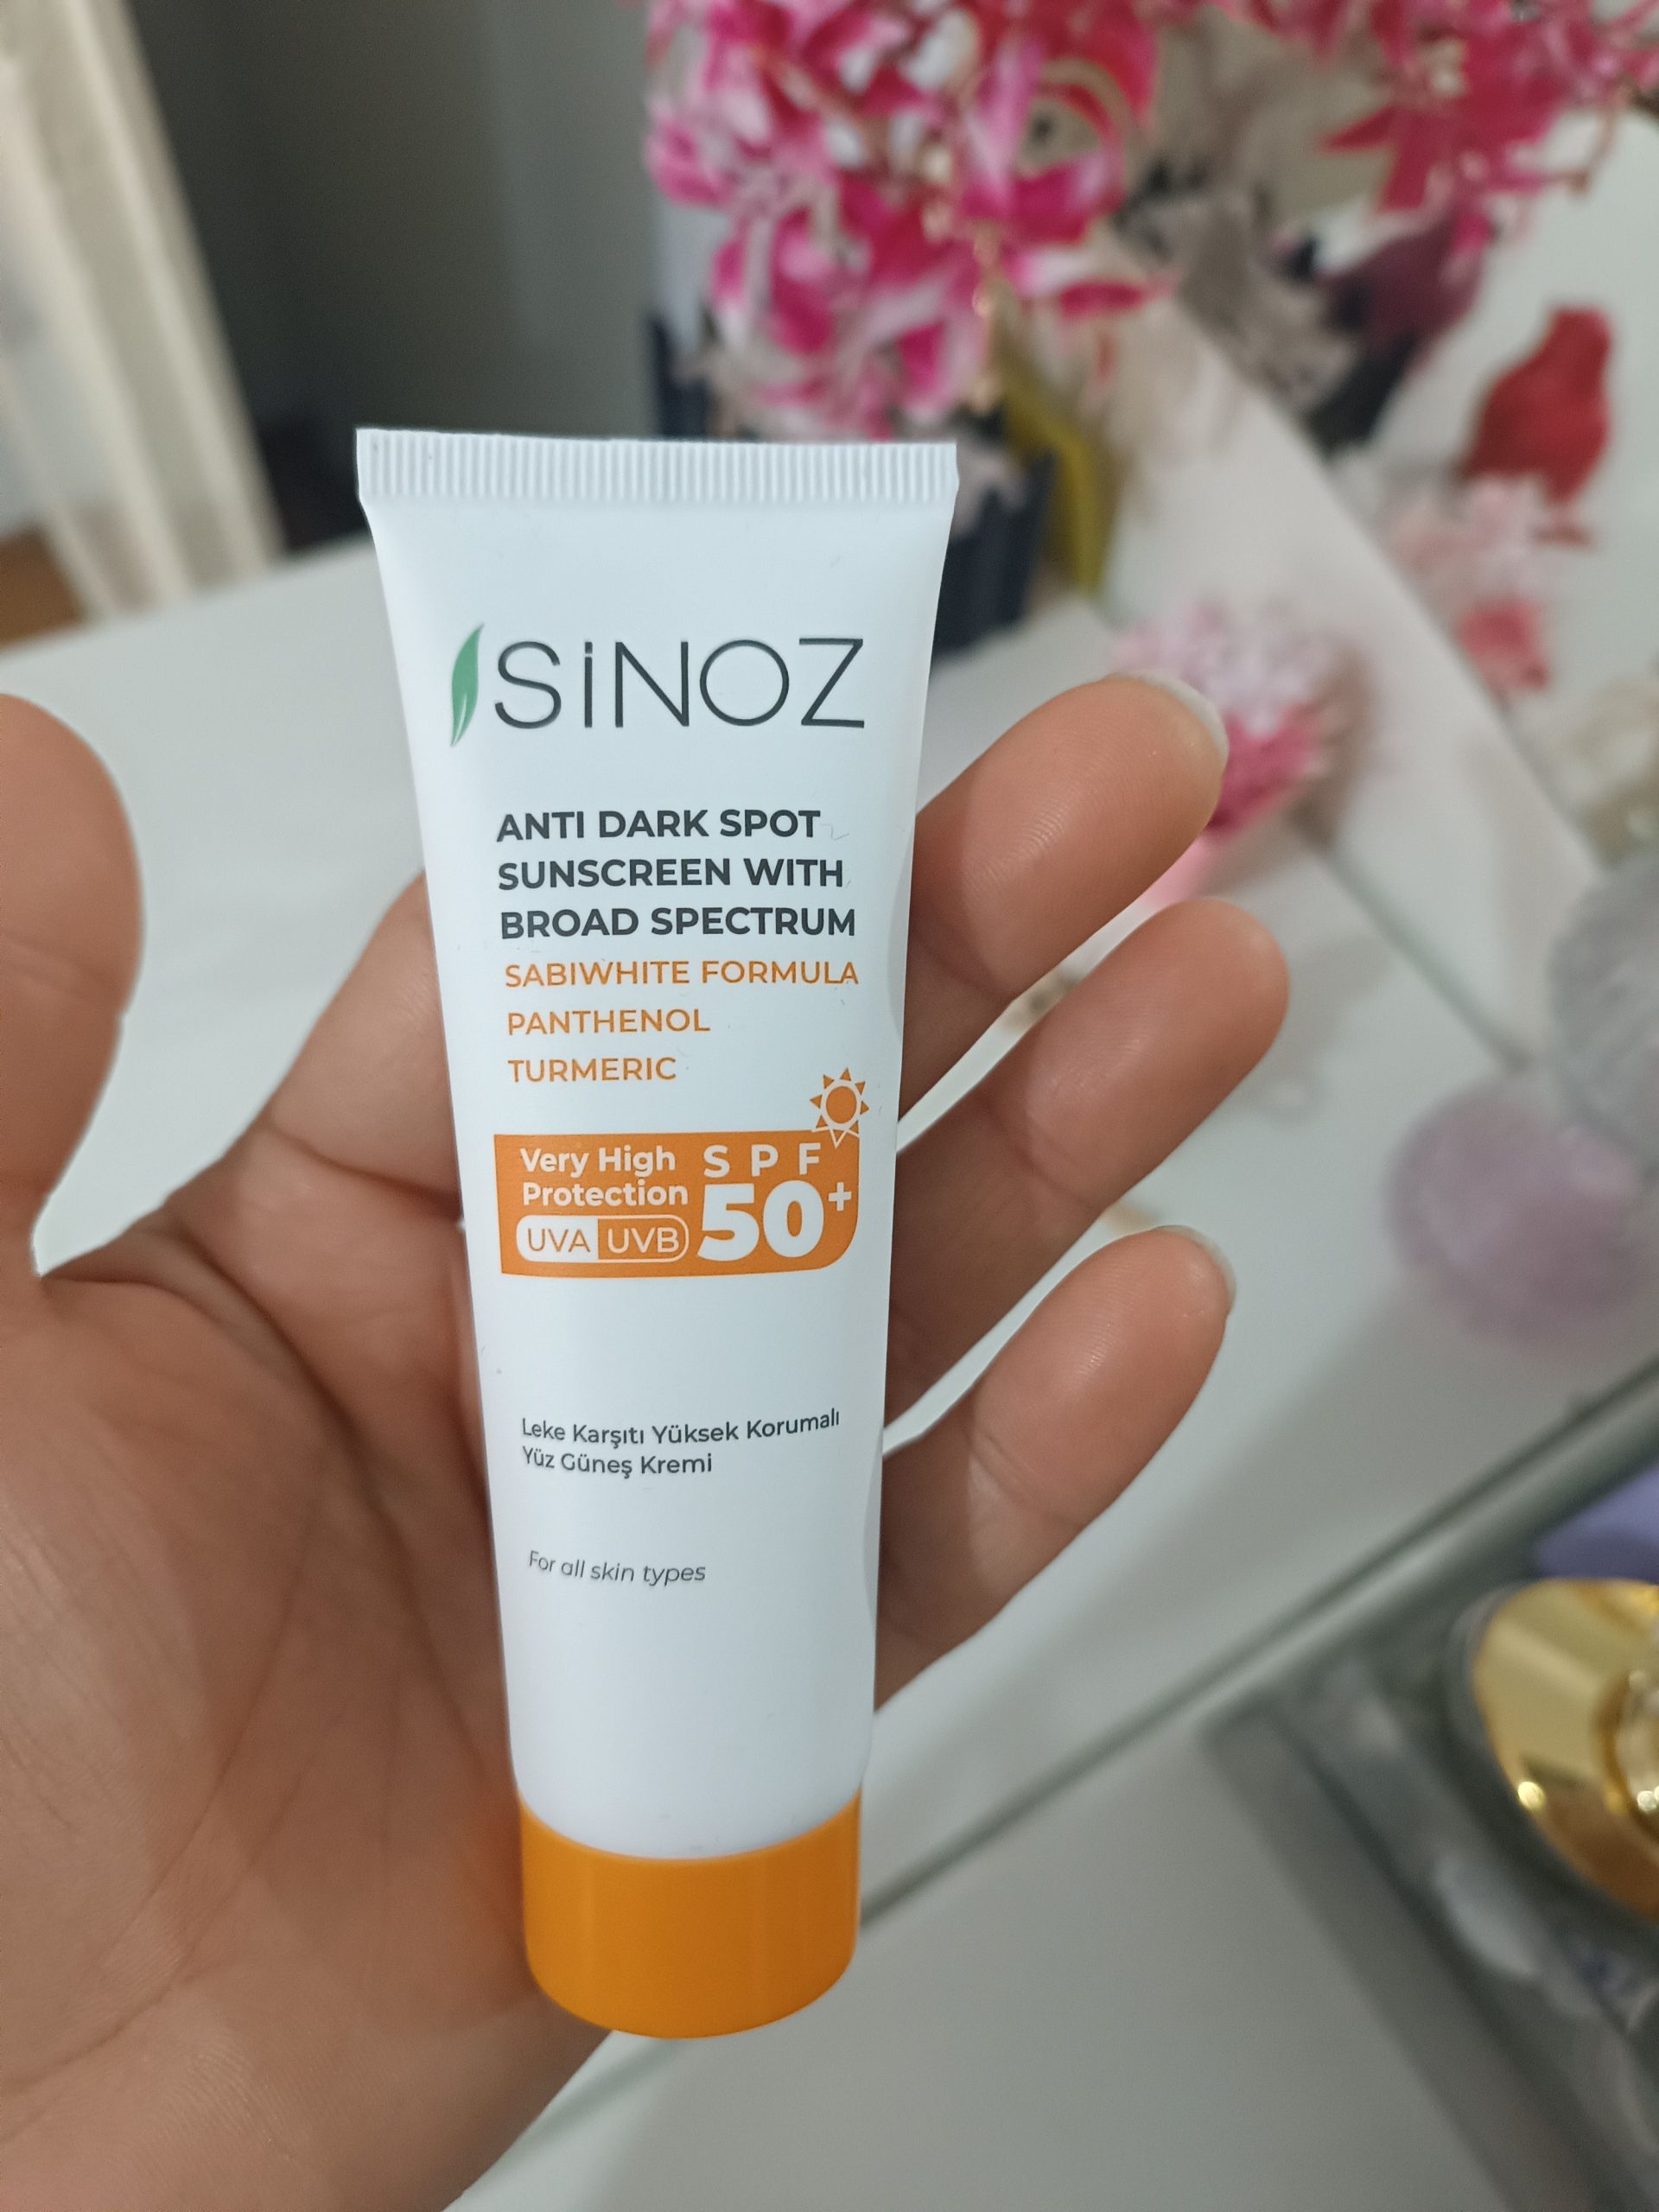 SiNOZ
ANTI DARK SPOT
SUNSCREEN WITH
BROAD SPECTRUM
SABIWHITE FORMULA
PANTHENOL
TURMERIC
Very High
Protection
UVA UVB
SPF
50+
Leke Karşıtı Yüksek Korumalı
Yüz Güneş Kremi
For all skin types